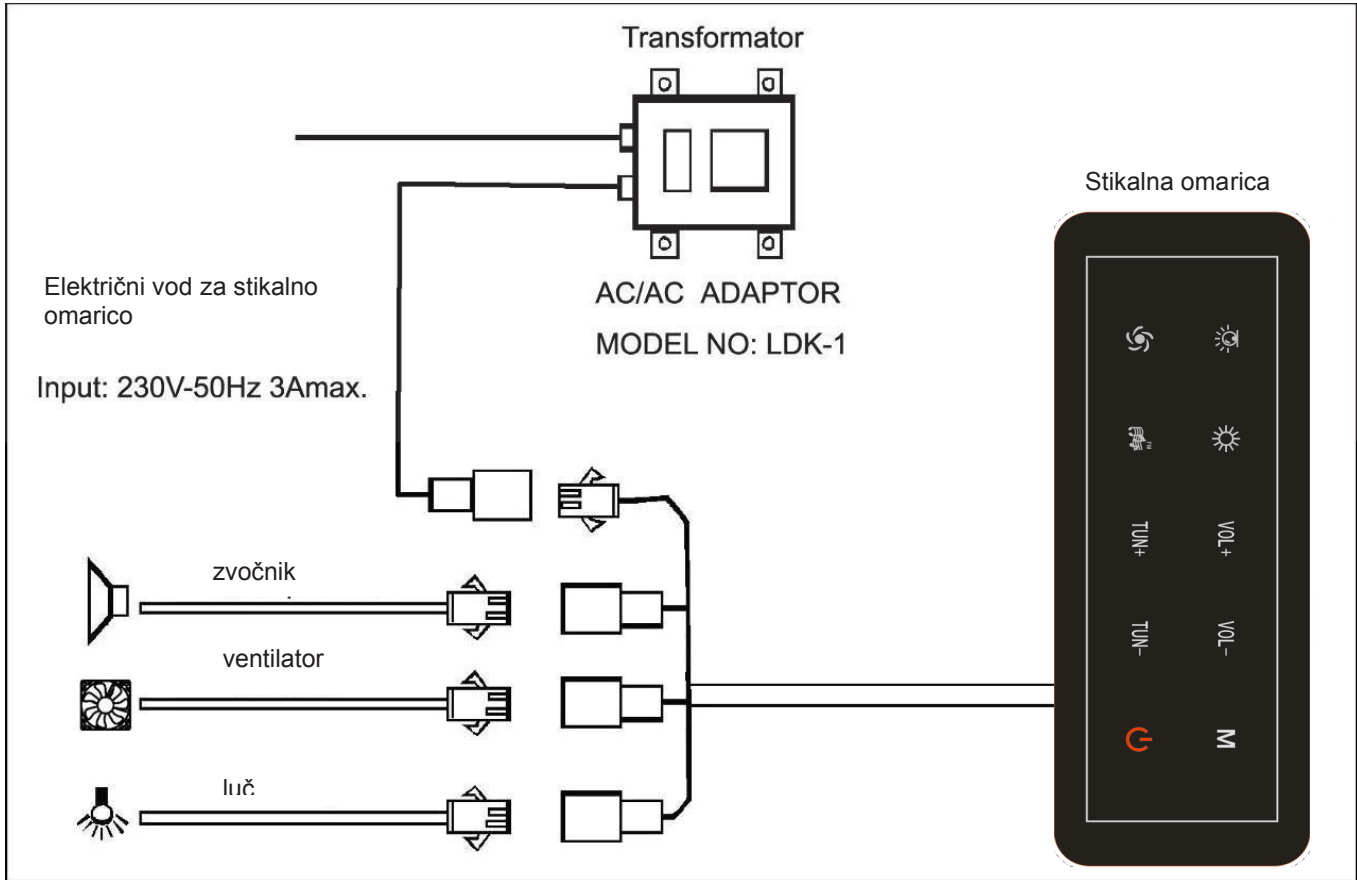 Transformator
Stikalna omarica
Električni vod za stikalno
omarico
AC/AC ADAPTOR
MODEL NO: LDK-1
Input: 230V-50Hz 3Amax.
zvočnik
ventilator
luč
FM
TUN+
VOL+
TUN-
VOL-
M